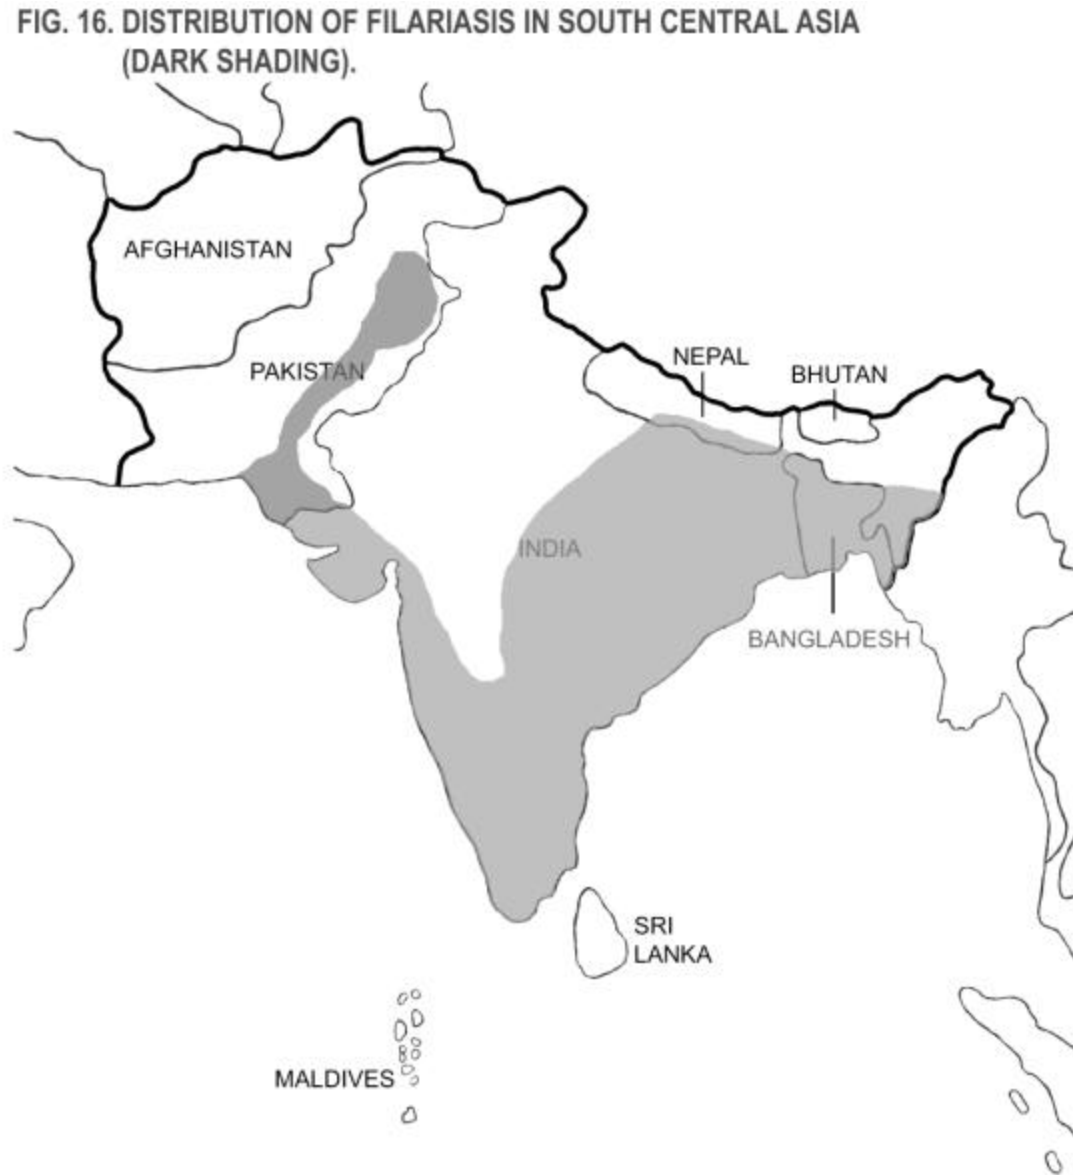 FIG. 16. DISTRIBUTION OF FILARIASIS IN SOUTH CENTRAL ASIA
(DARK SHADING).
AFGHANISTAN
NEPAL
PAKISTAN
BHUTAN
INDIA
BANGLADESH
SRI
LANKA
MALDIVES